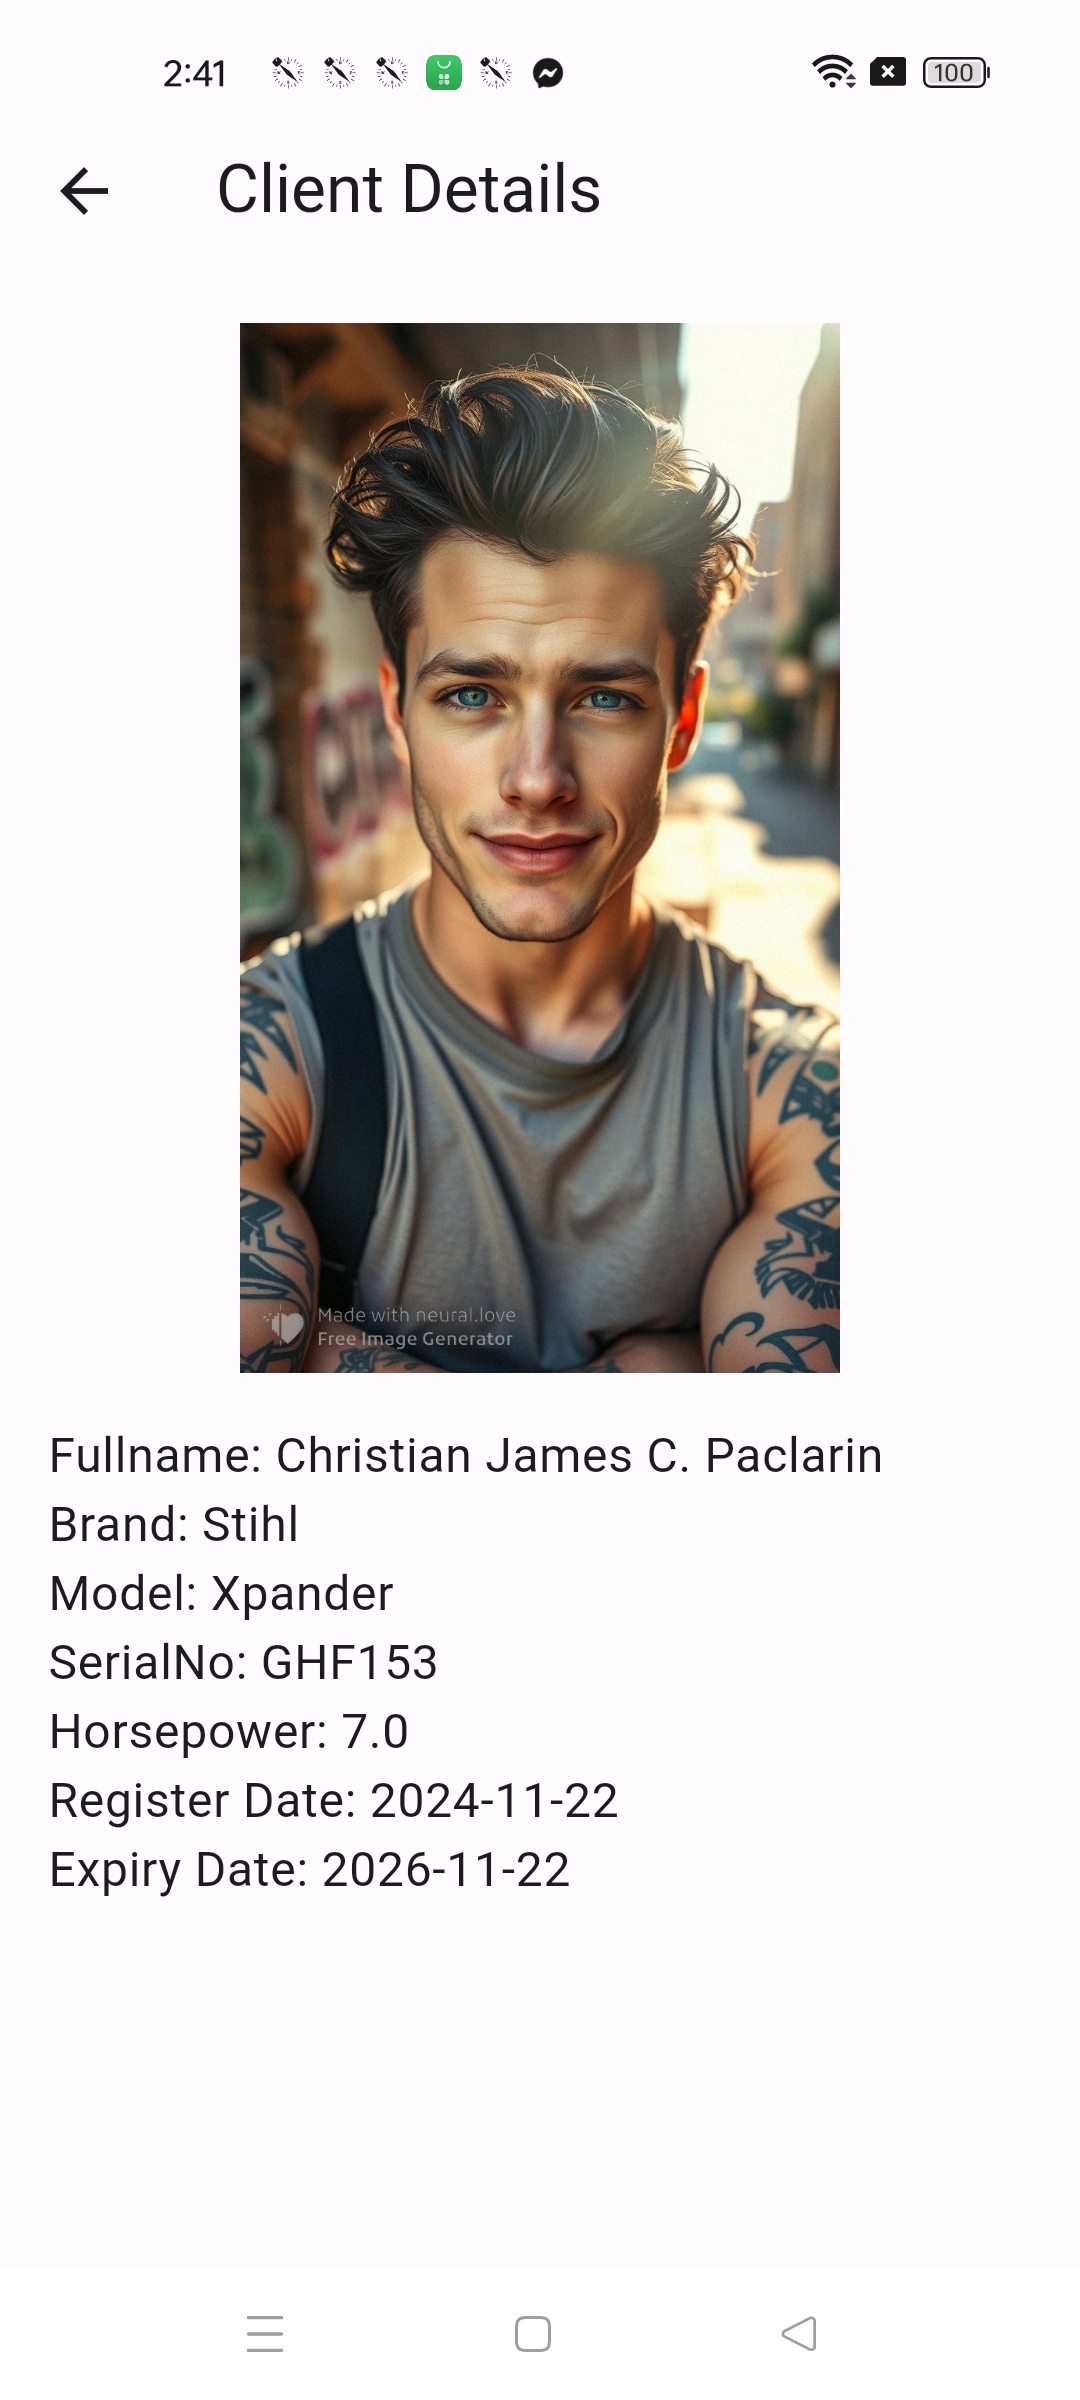 2:41
100
Client Details
Made with neural.love
Free Image Generator
Fullname: Christian James C. Paclarin
Brand: Stihl
Model: Xpander
SerialNo: GHF153
Horsepower: 7.0
Register Date: 2024-11-22
Expiry Date: 2026-11-22